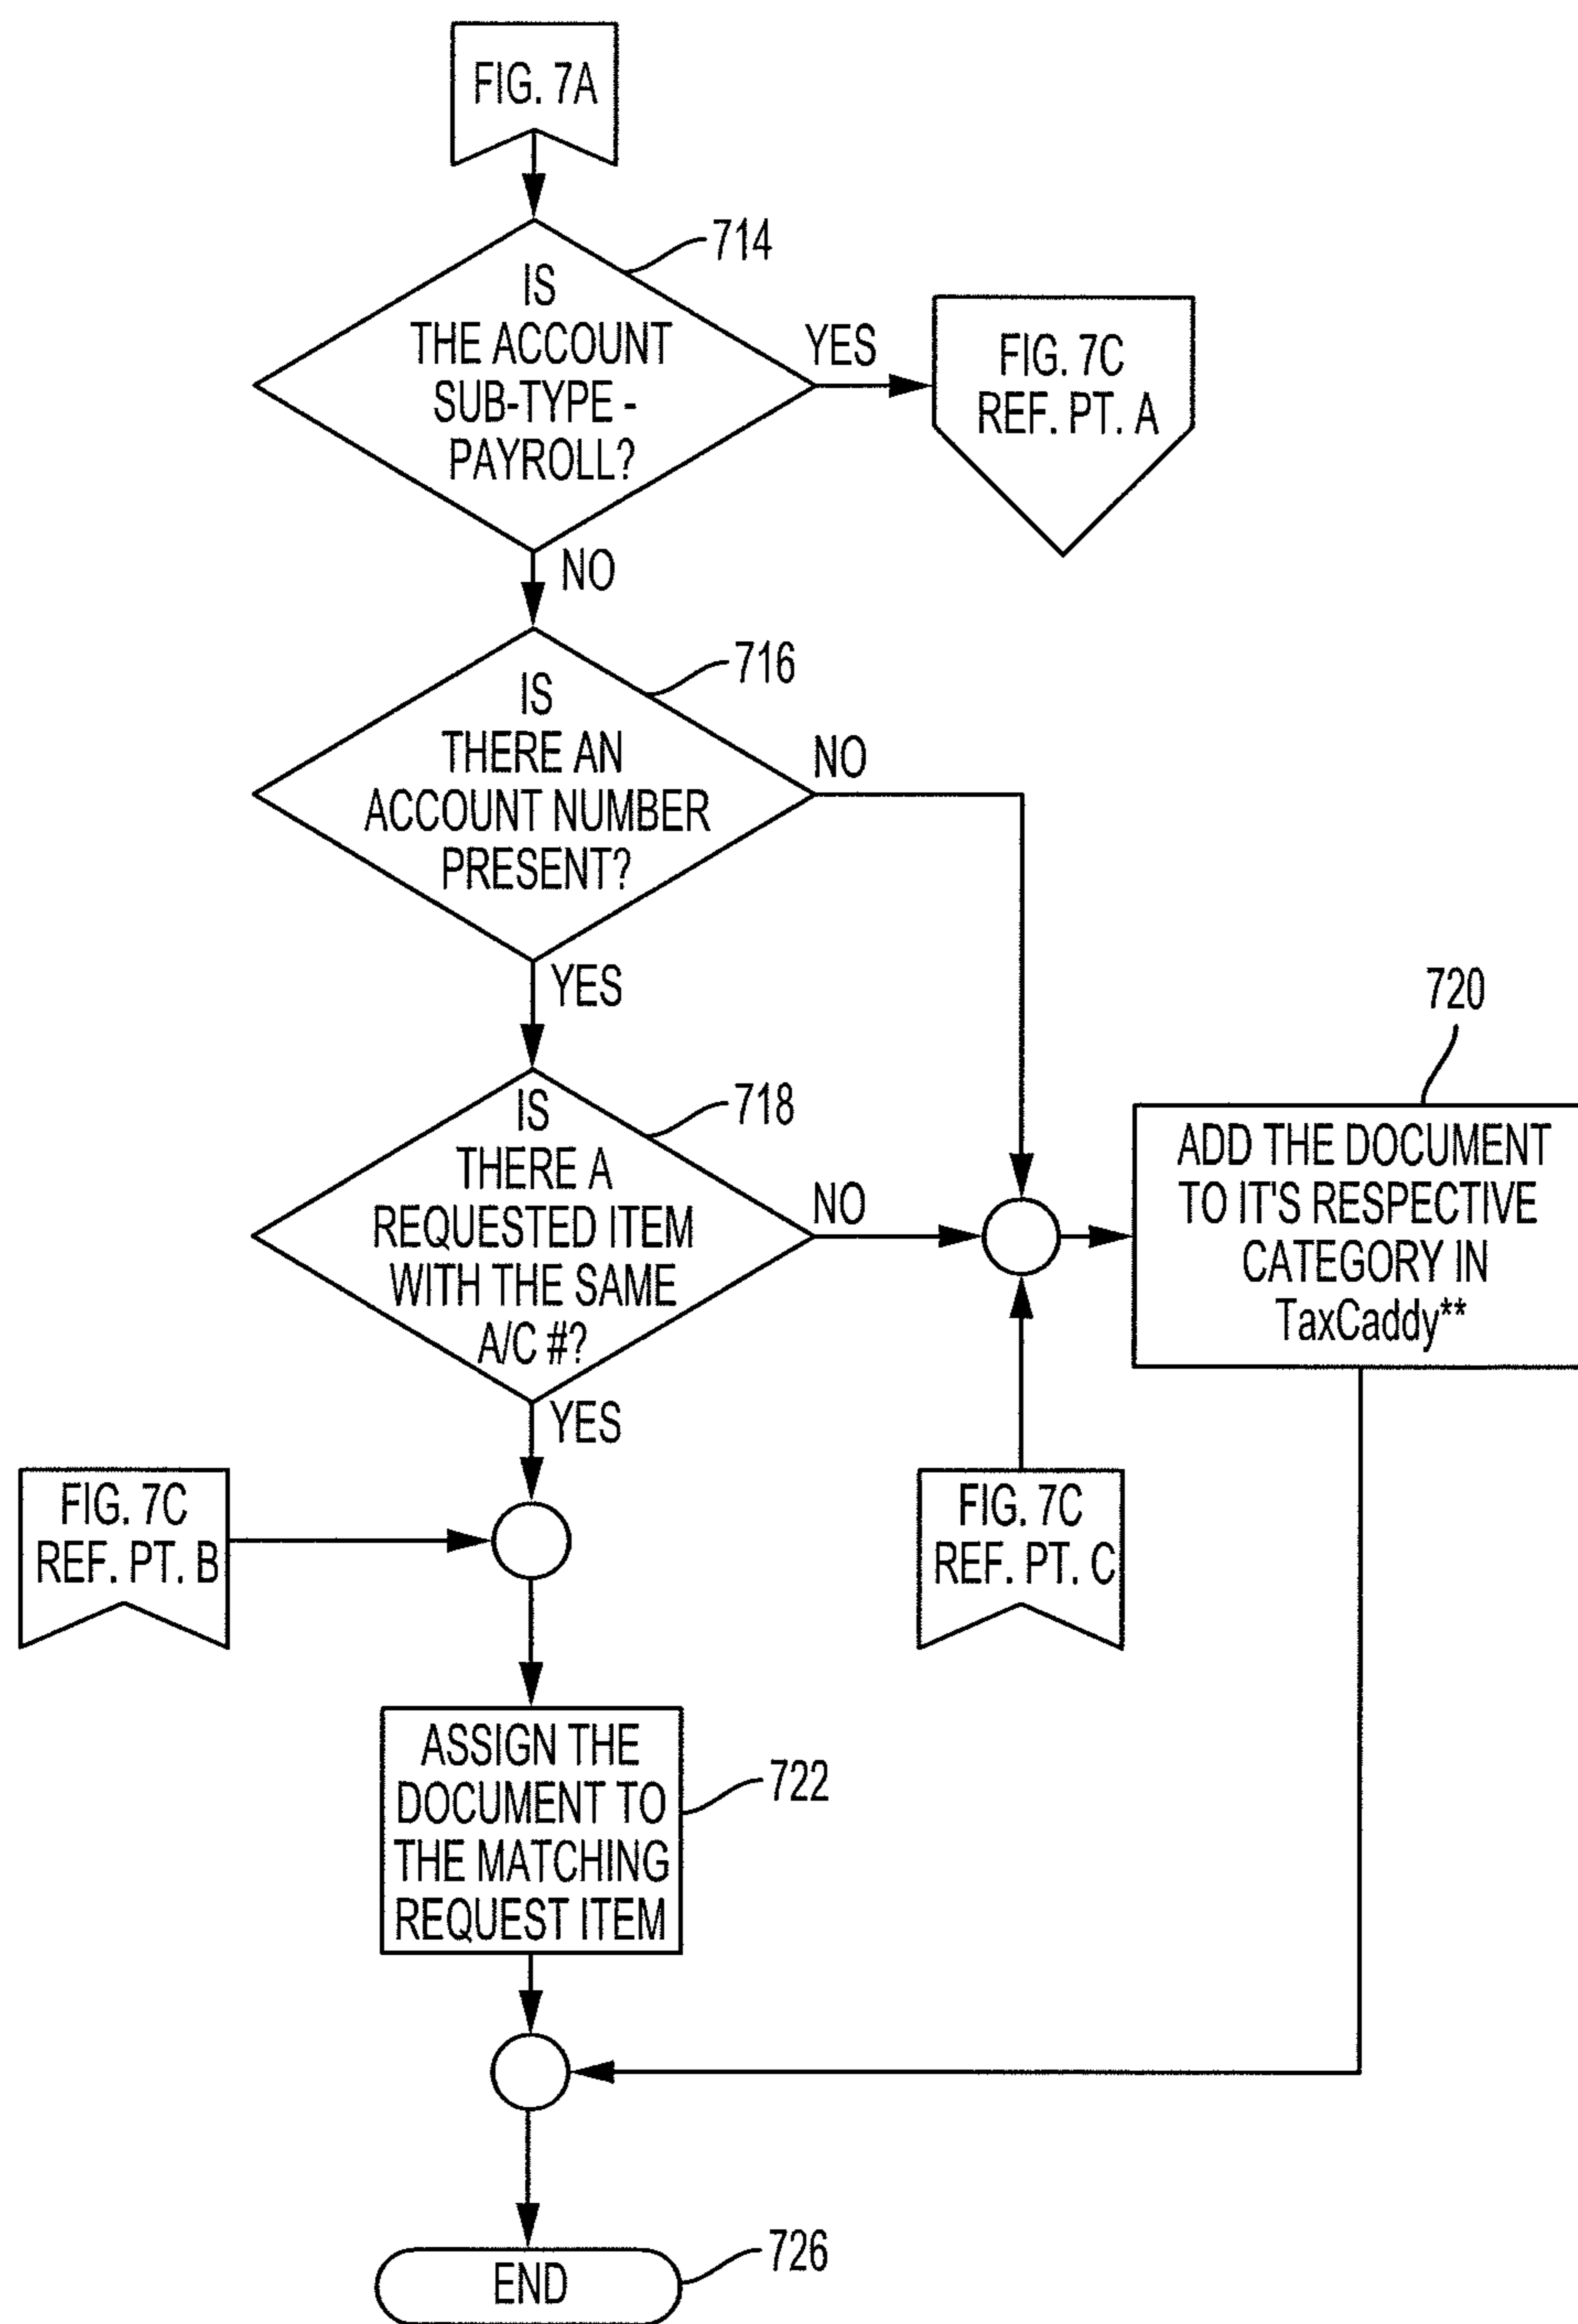 FIG. 7A
714
IS
THE ACCOUNT
SUB-TYPE -
PAYROLL?
YES
FIG. 7C
REF. PT. A
NO
716
IS
THERE AN
ACCOUNT NUMBER
PRESENT?
NO
YES
718
IS
THERE A
REQUESTED ITEM
WITH THE SAME
A/C #?
NO
720
ADD THE DOCUMENT
TO IT'S RESPECTIVE
CATEGORY IN
TaxCaddy**
YES
FIG. 7C
REF. PT. B
FIG. 7C
REF. PT. C
ASSIGN THE
DOCUMENT TO
THE MATCHING
REQUEST ITEM
722
END
726